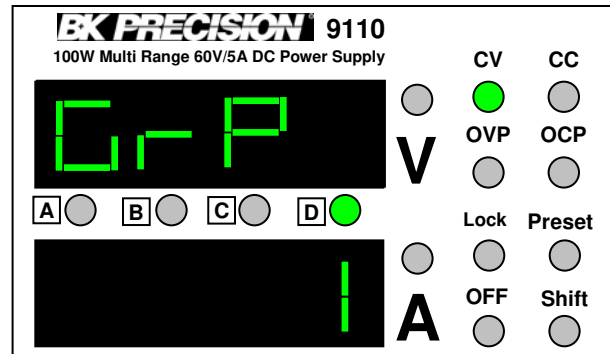 BK PRECISION 9110
100W Multi Range 60V/5A DC Power Supply
CV CC
GrP
V
OVP OCP
A B C D
Lock Preset
1
A
OFF Shift